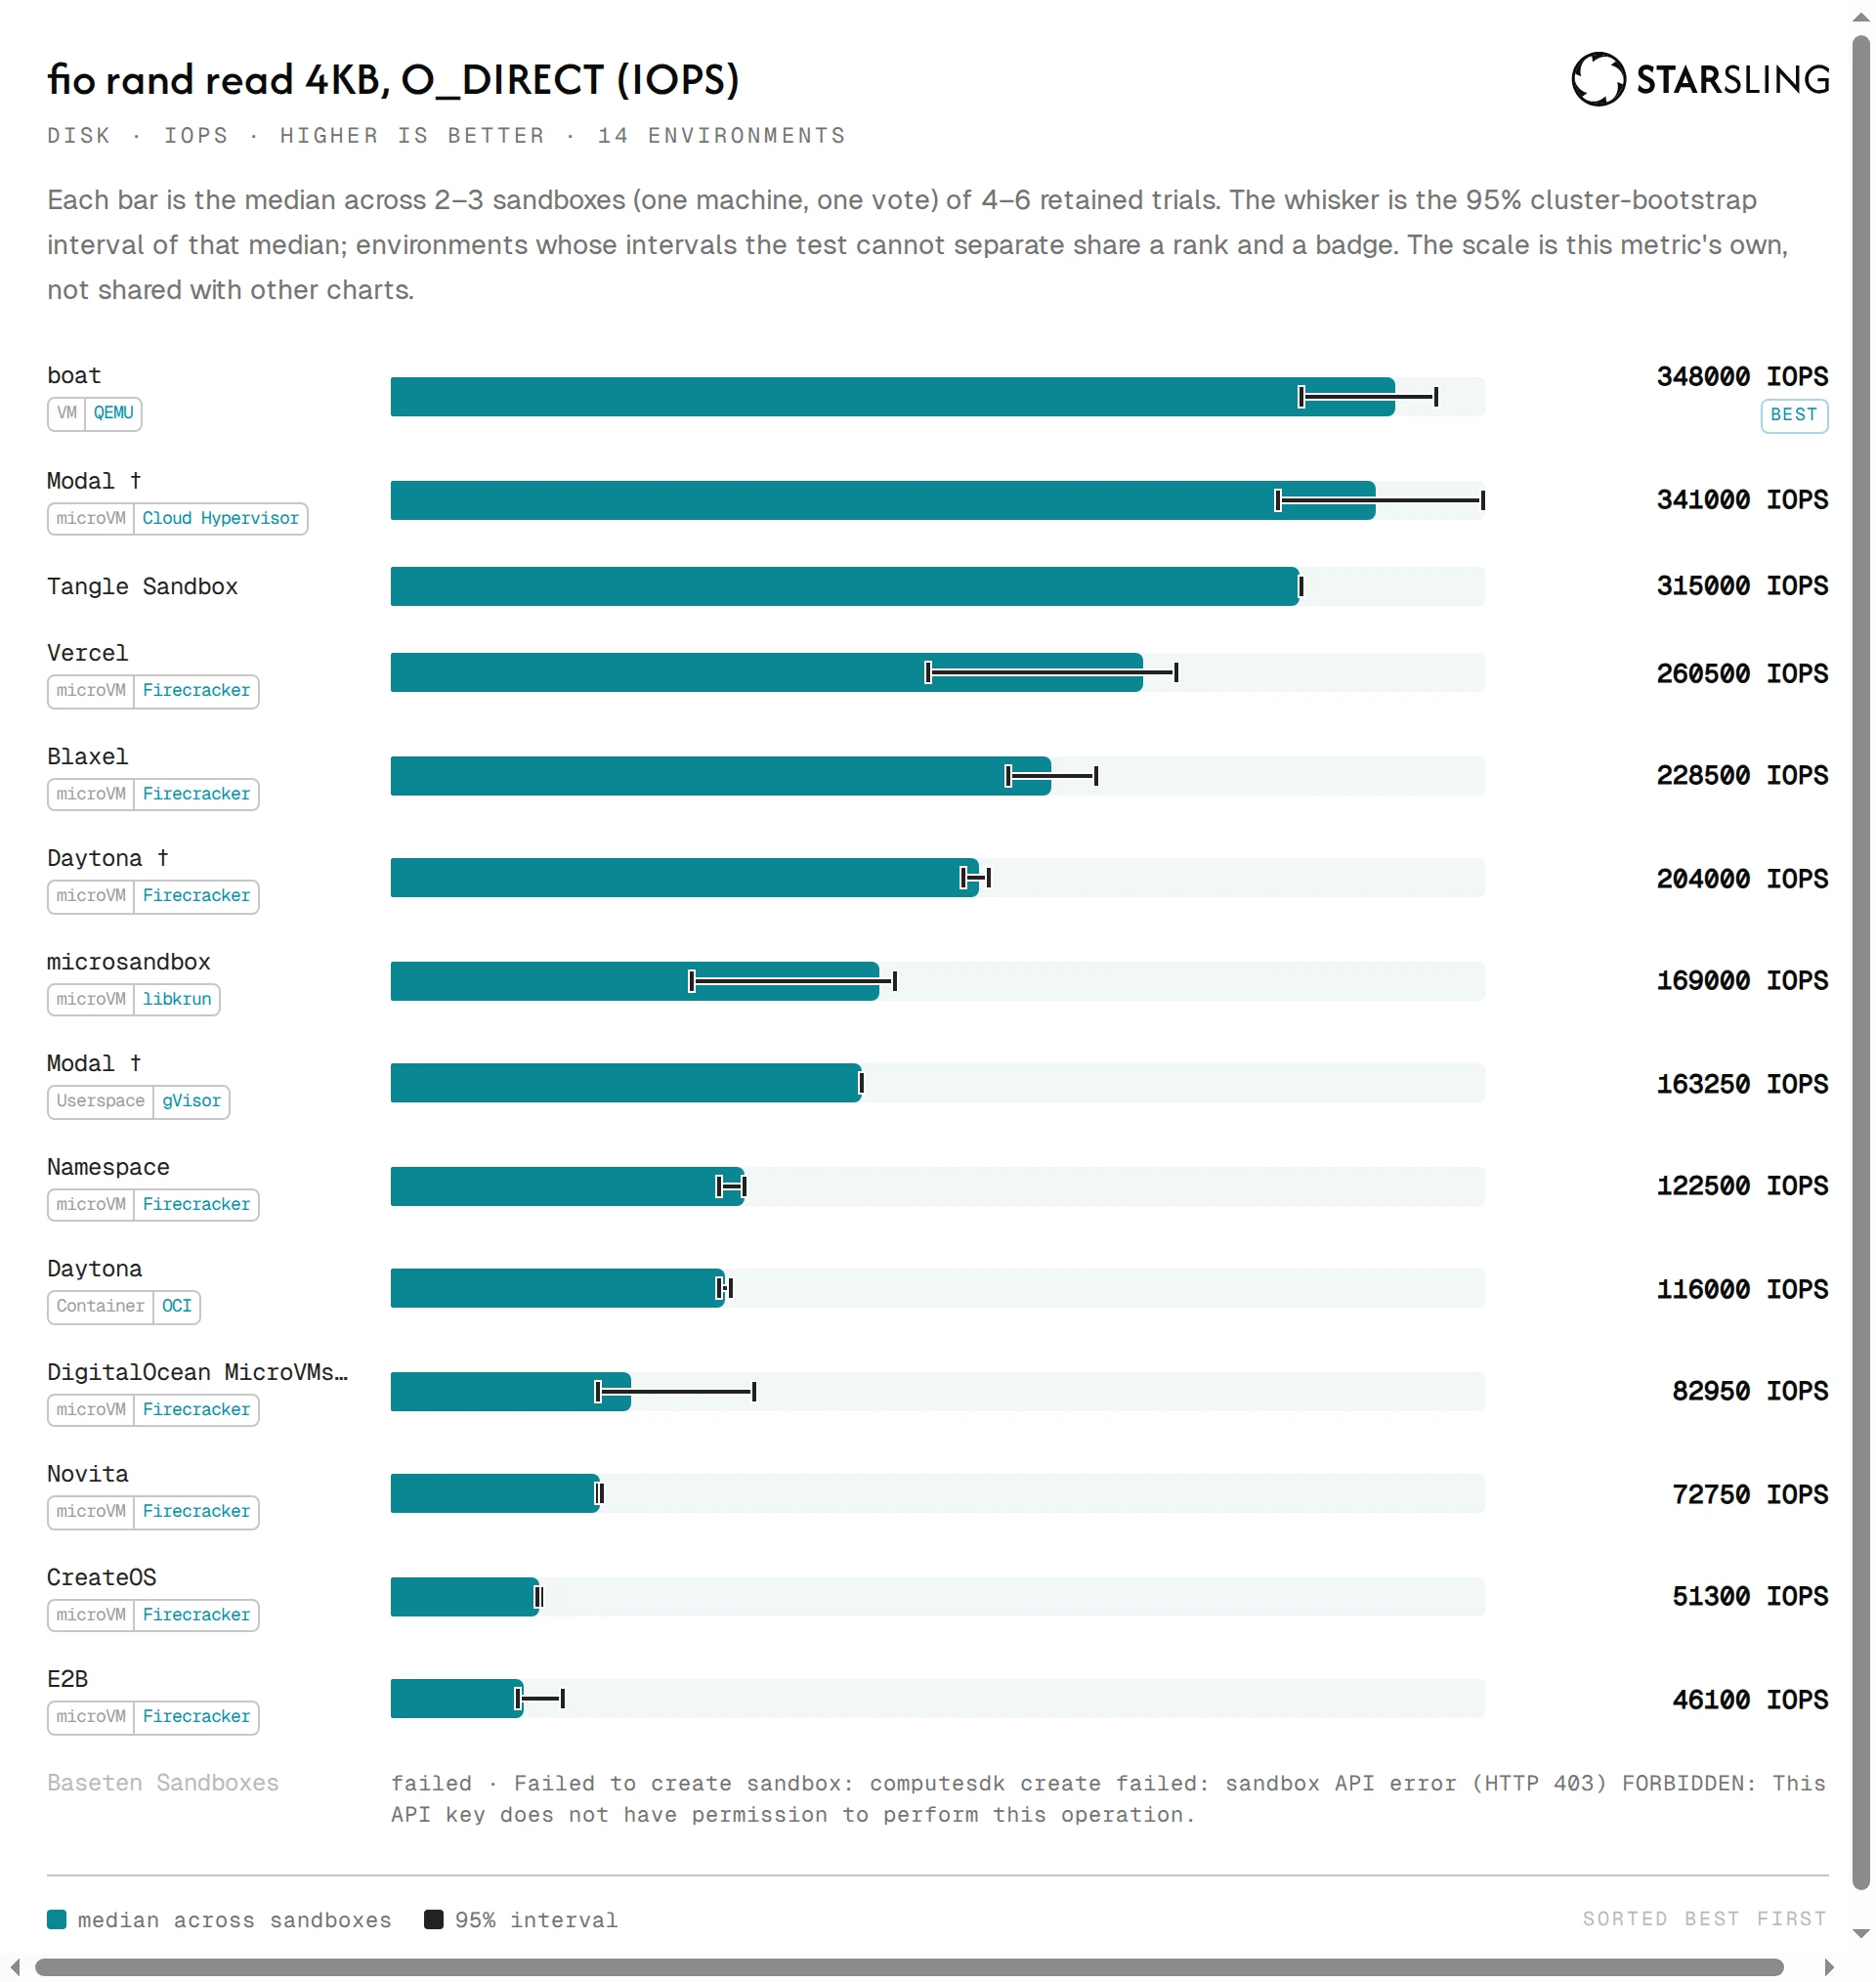 fio rand read 4KB, O_DIRECT (IOPS)
STARSLING
DISK · IOPS · HIGHER IS BETTER · 14 ENVIRONMENTS
Each bar is the median across 2–3 sandboxes (one machine, one vote) of 4–6 retained trials. The whisker is the 95% cluster-bootstrap
interval of that median; environments whose intervals the test cannot separate share a rank and a badge. The scale is this metric's own,
not shared with other charts.
boat
VM QEMU
348000 IOPS
BEST
Modal †
microVM Cloud Hypervisor
341000 IOPS
Tangle Sandbox
315000 IOPS
Vercel
microVM Firecracker
260500 IOPS
Blaxel
microVM Firecracker
228500 IOPS
Daytona †
microVM Firecracker
204000 IOPS
microsandbox
microVM libkrun
169000 IOPS
Modal †
Userspace gVisor
163250 IOPS
Namespace
microVM Firecracker
122500 IOPS
Daytona
Container OCI
116000 IOPS
DigitalOcean MicroVMs…
microVM Firecracker
82950 IOPS
Novita
microVM Firecracker
72750 IOPS
CreateOS
microVM Firecracker
51300 IOPS
E2B
microVM Firecracker
46100 IOPS
Baseten Sandboxes
failed · Failed to create sandbox: computesdk create failed: sandbox API error (HTTP 403) FORBIDDEN: This
API key does not have permission to perform this operation.
median across sandboxes
95% interval
SORTED BEST FIRST